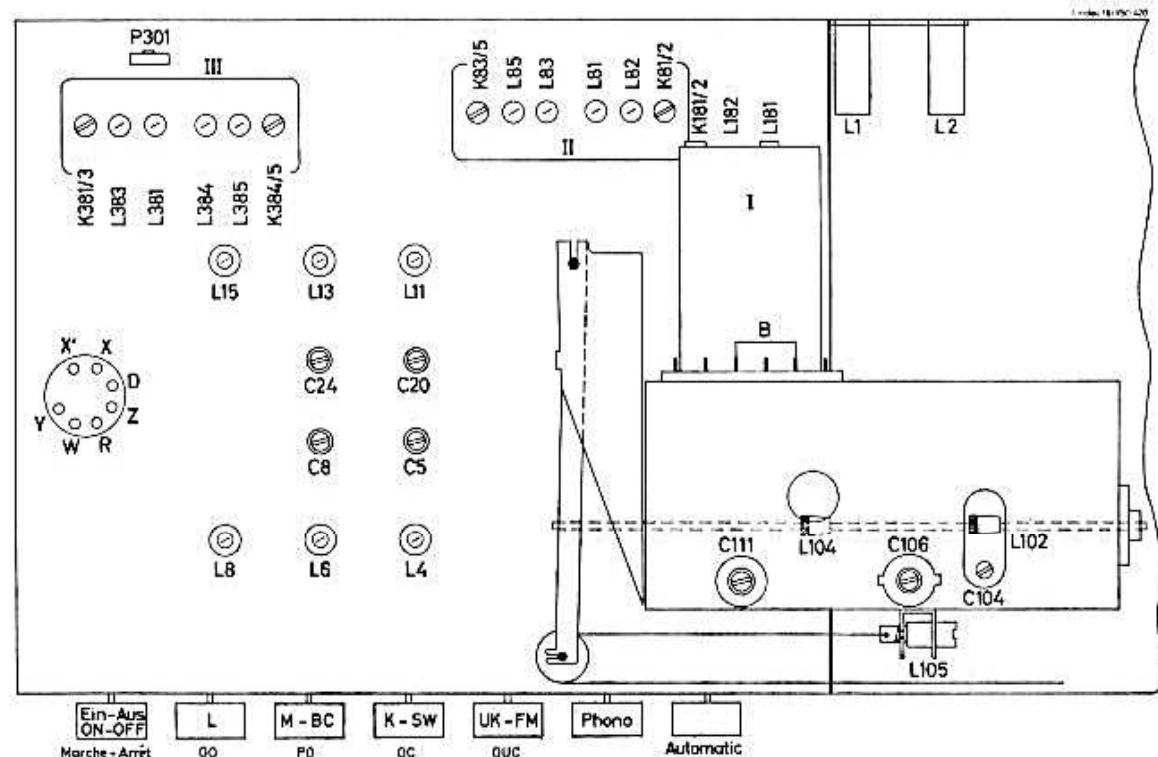 P301
III
K83/5 L85 L83 L81 L82 K81/2
K181/2 L182 L181
II
L1 L2
K381/3 L383 L381 L384 L385 K384/5
I
L15 L13 L11
B
X' X
D
C24 C20
Y Z
W R
C8 C5
L104 L102
C111 C106
L8 L6 L4
C104
L105
Ein-Aus L M-BC K-SW UK-FM Phono
ON-OFF
Marche-Arrêt GO PO OC OUC Automatic